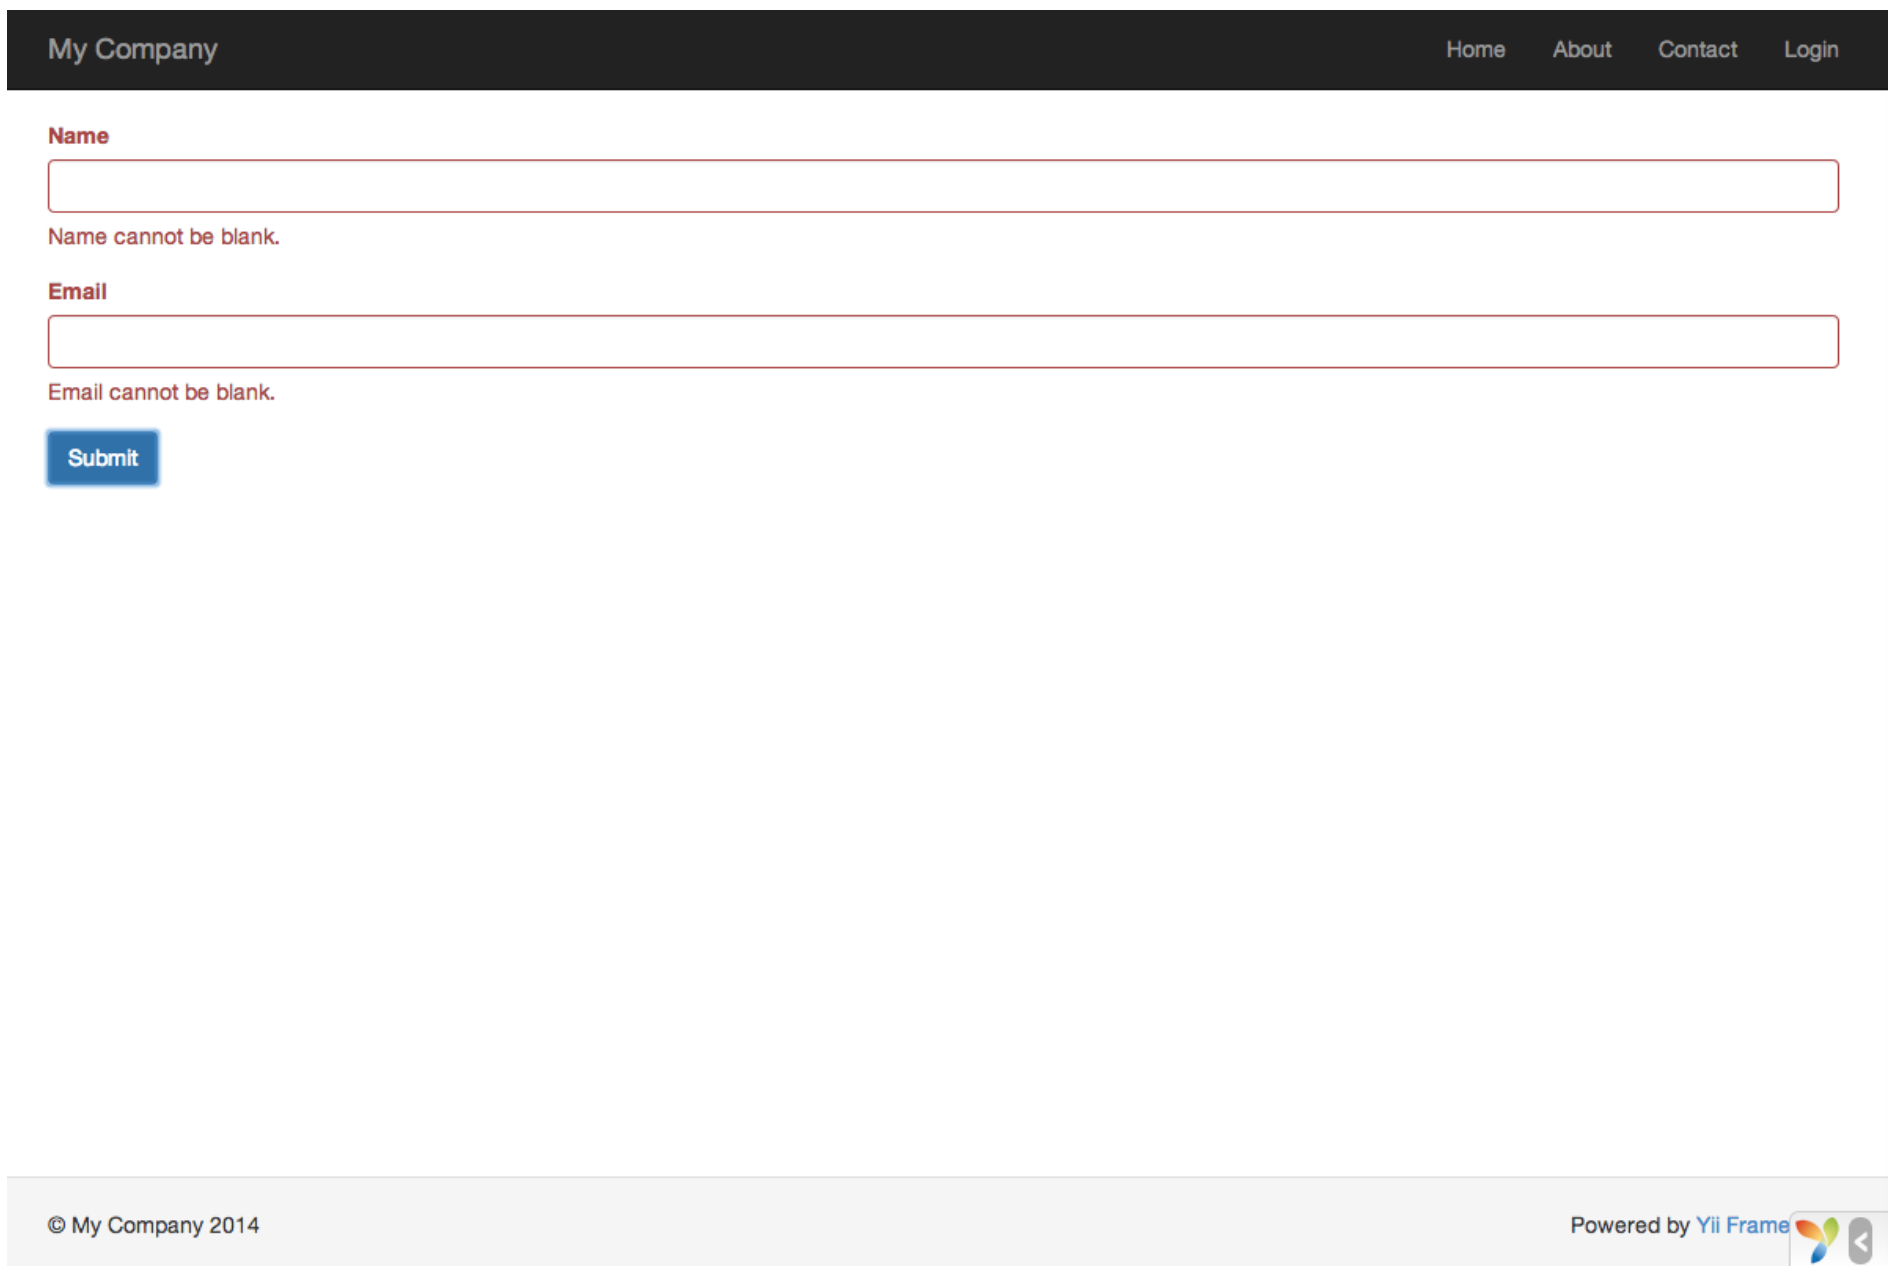 My Company Home About Contact Login
Name
Name cannot be blank.
Email
Email cannot be blank.
Submit
© My Company 2014 Powered by Yii Frame